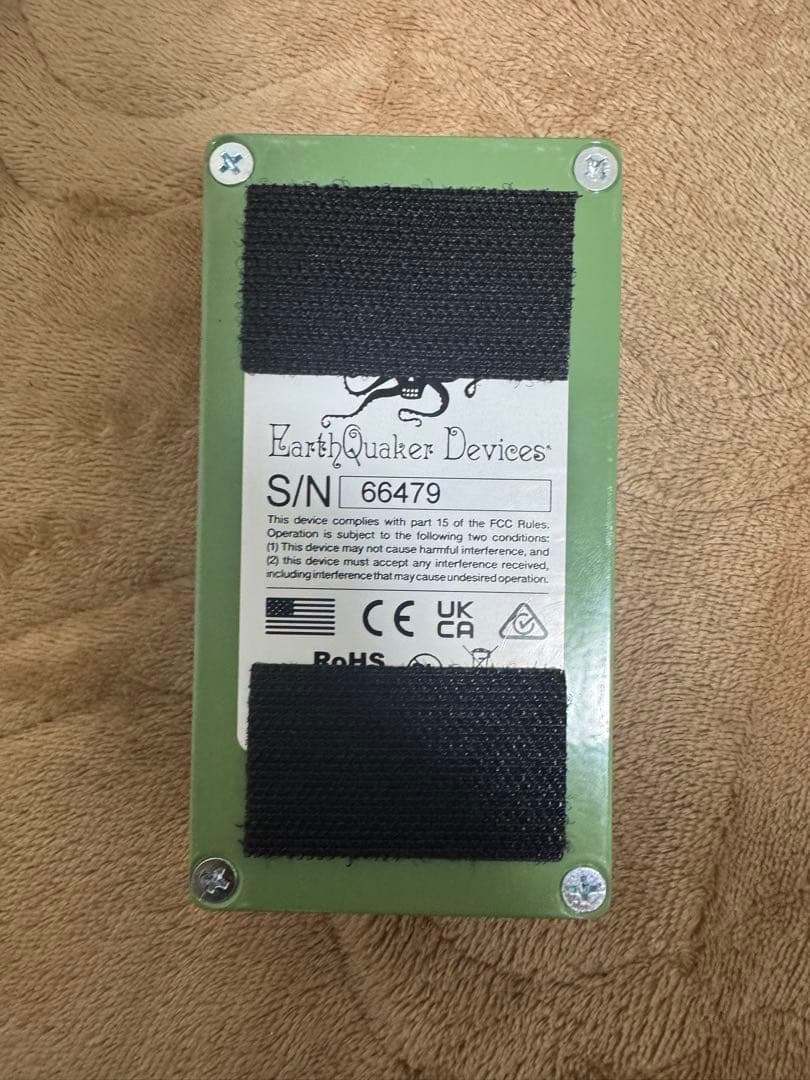 EarthQuaker Devices
S/N 66479
This device complies with part 15 of the FCC Rules.
Operation is subject to the following two conditions:
(1) This device may not cause harmful interference, and
(2) this device must accept any interference received,
including interference that may cause undesired operation.
CE UK CA
RoHS